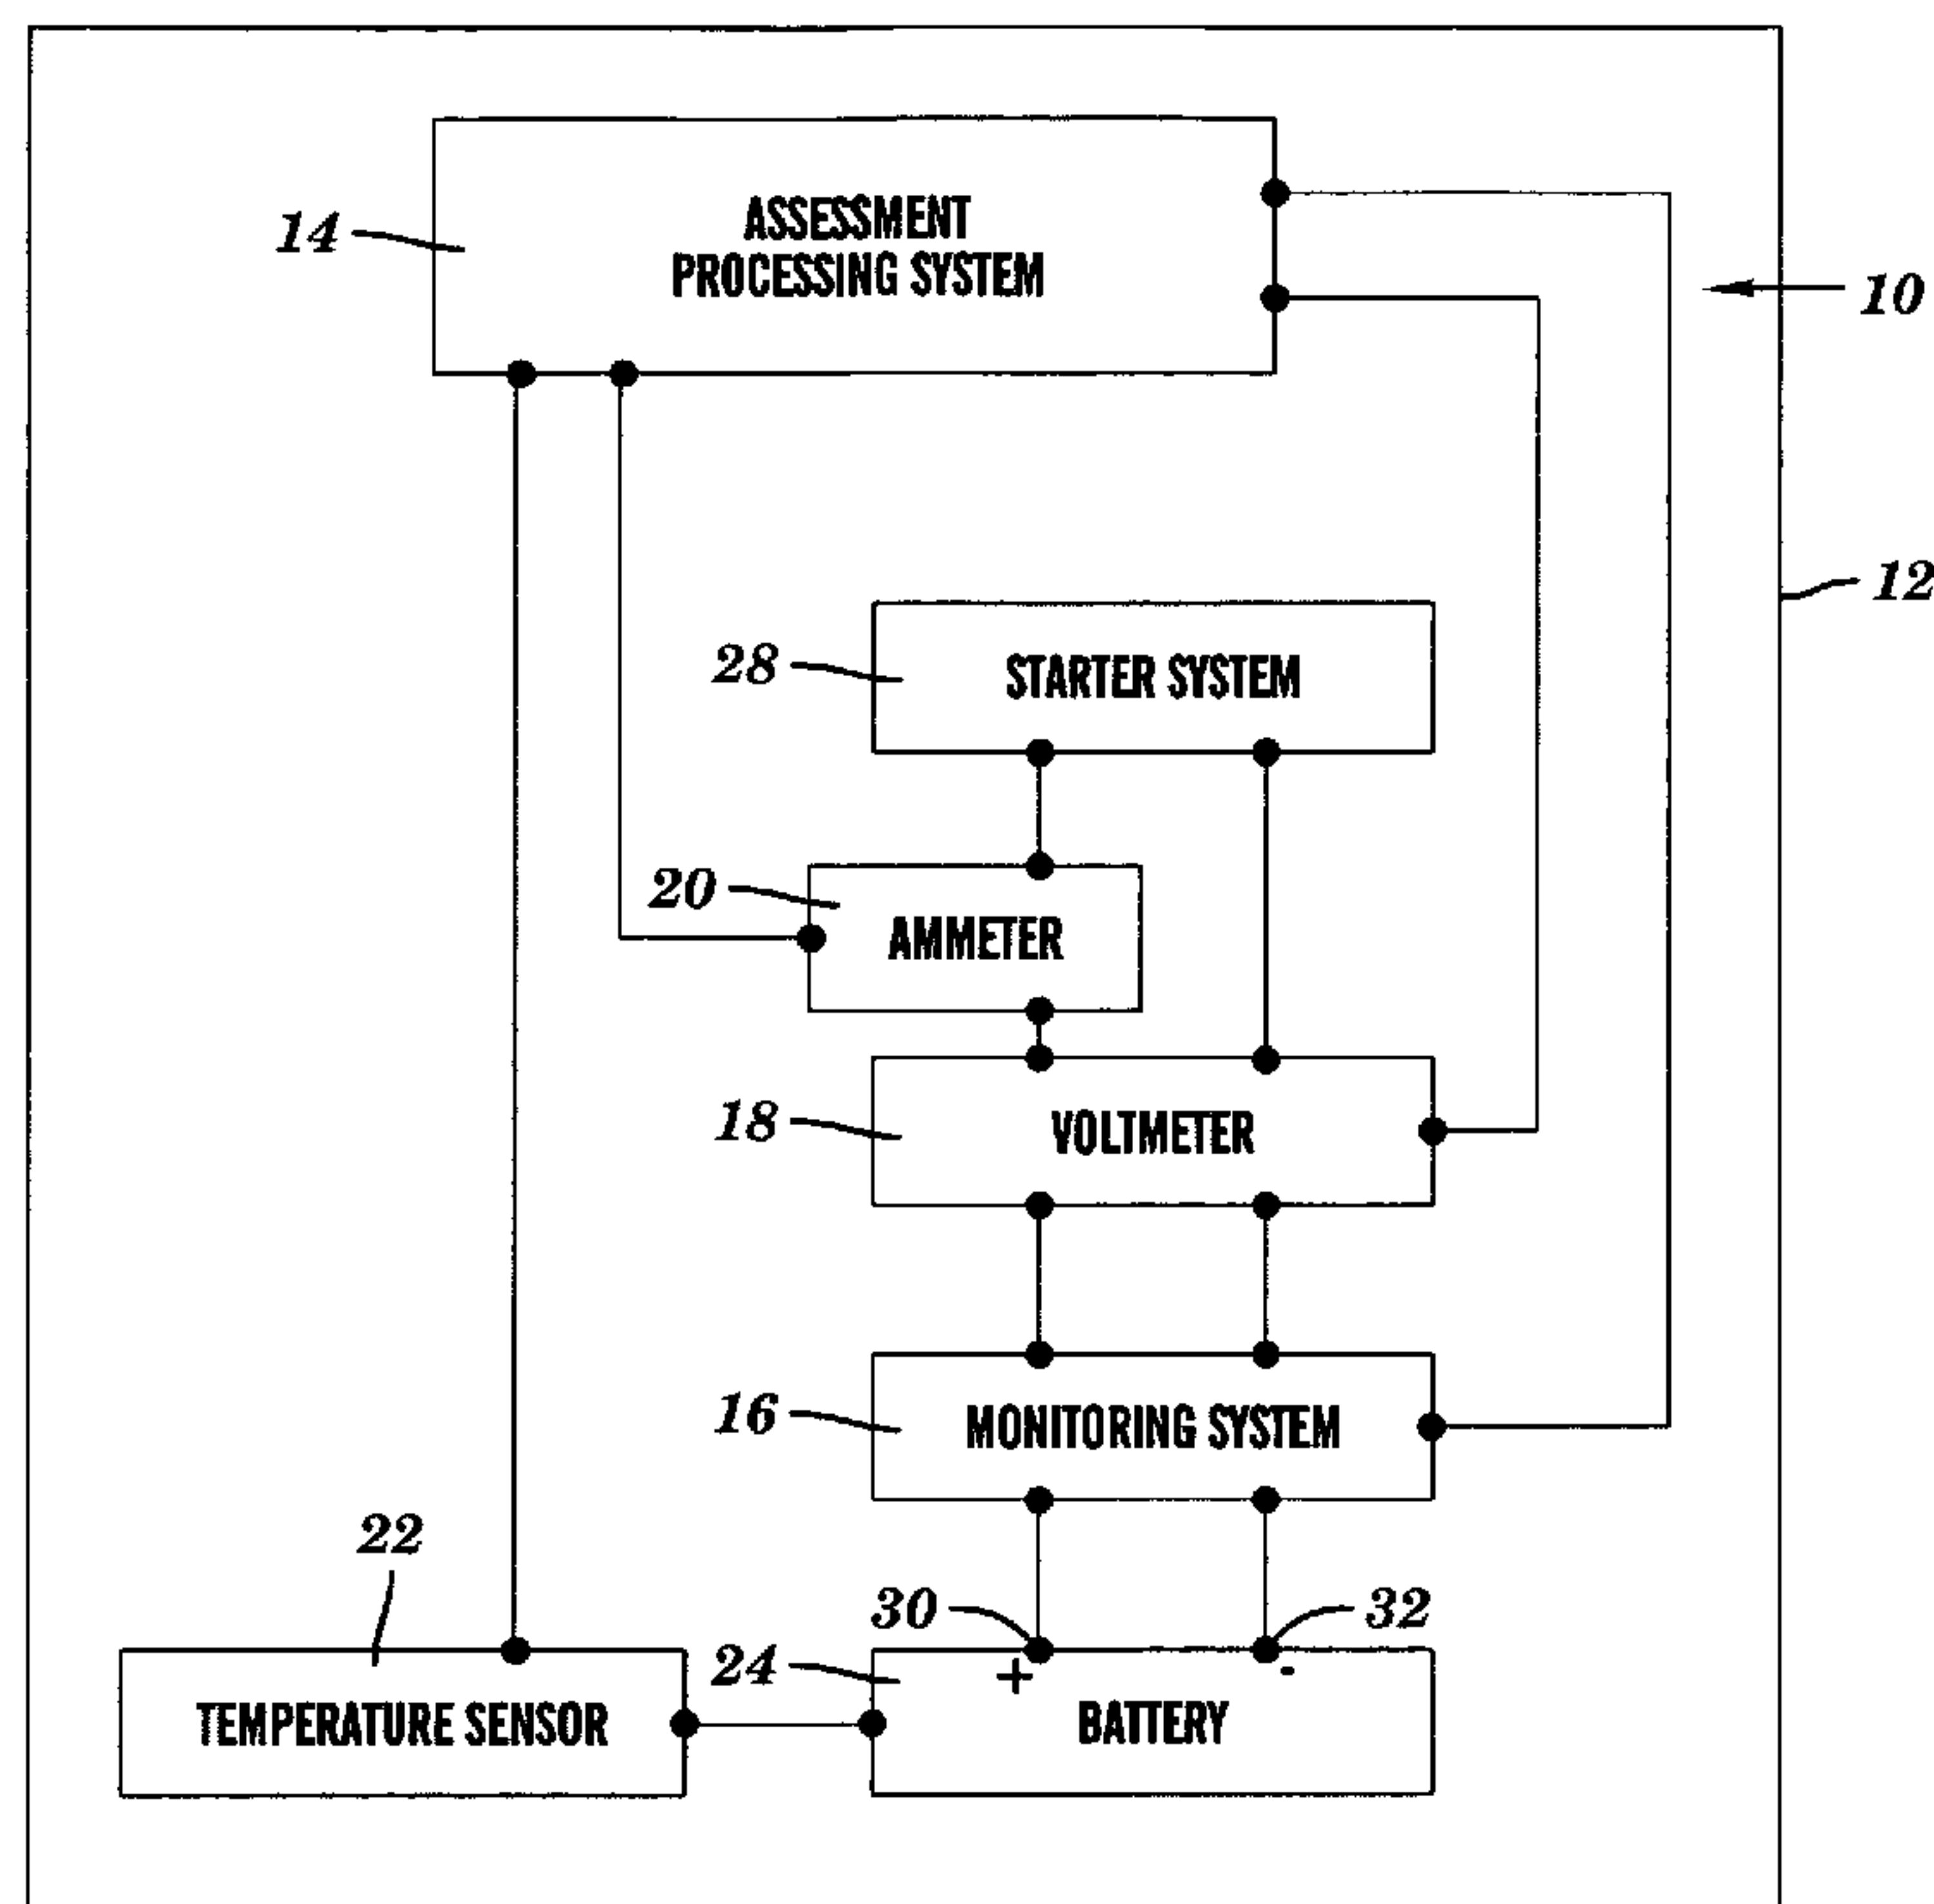 14
ASSESSMENT
PROCESSING SYSTEM
10
12
28
STARTER SYSTEM
20
AMMETER
18
VOLTMETER
16
MONITORING SYSTEM
22
30
32
24
+
-
TEMPERATURE SENSOR
BATTERY